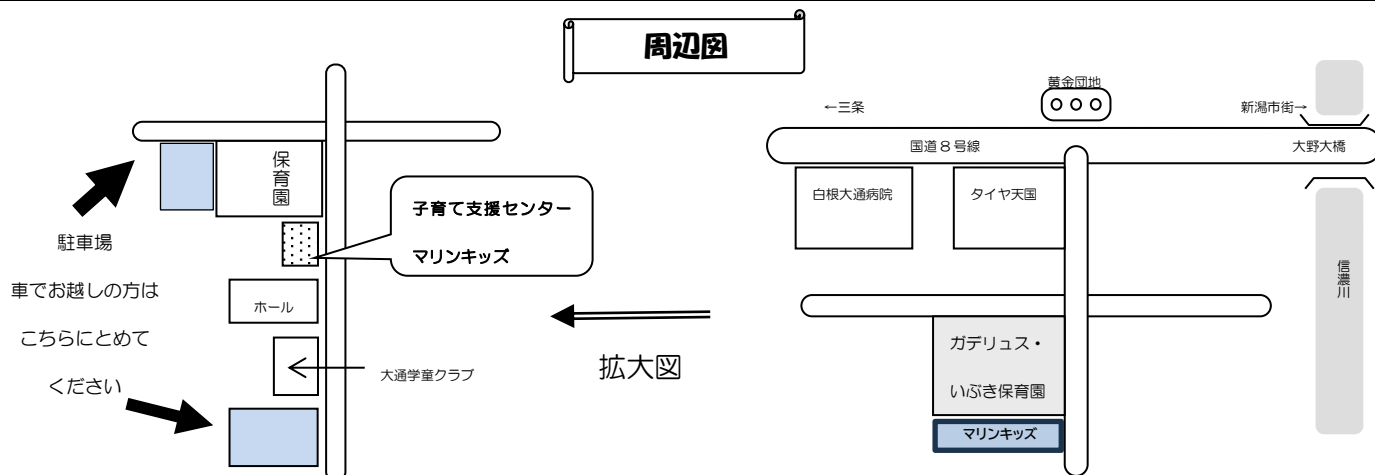 周辺図
保育園
子育て支援センター
マリンキッズ
駐車場
車でお越しの方は
こちらにとめて
ください
ホール
大通学童クラブ
拡大図
←三条
黄金団地
新潟市街→
国道８号線
大野大橋
白根大通病院
タイヤ天国
信濃川
ガデリュス・
いぶき保育園
マリンキッズ